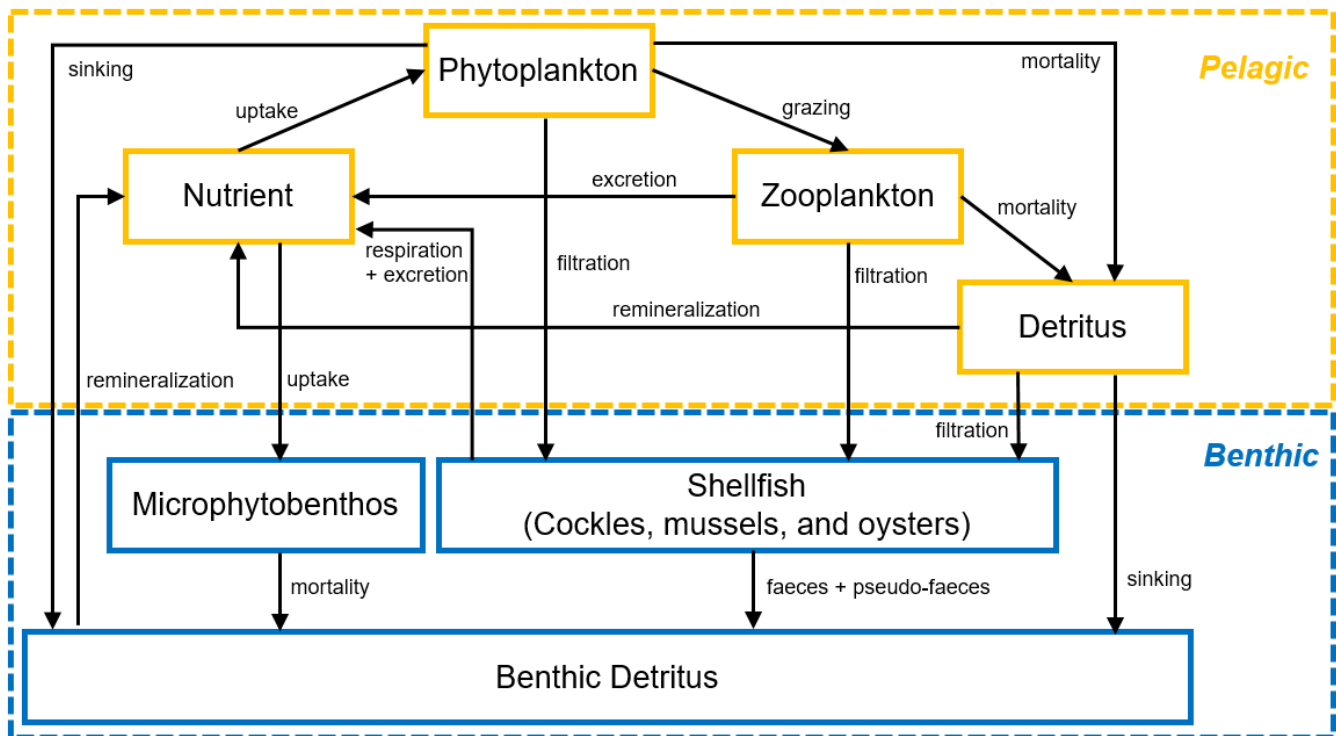 sinking
Phytoplankton
mortality
Pelagic
uptake
grazing
Nutrient
excretion
Zooplankton
mortality
respiration
+ excretion
filtration
filtration
remineralization
Detritus
remineralization
uptake
filtration
Benthic
Microphytobenthos
Shellfish
(Cockles, mussels, and oysters)
mortality
faeces + pseudo-faeces
sinking
Benthic Detritus